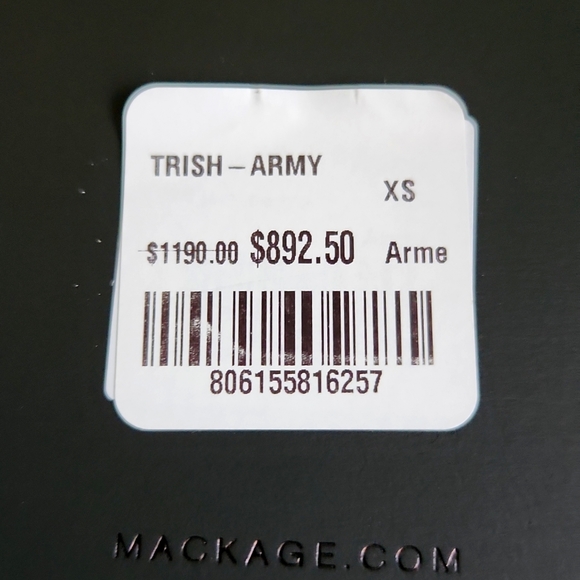 TRISH-ARMY
XS
$1190.00 $892.50 Arme
806155816257
MACKAGE.COM